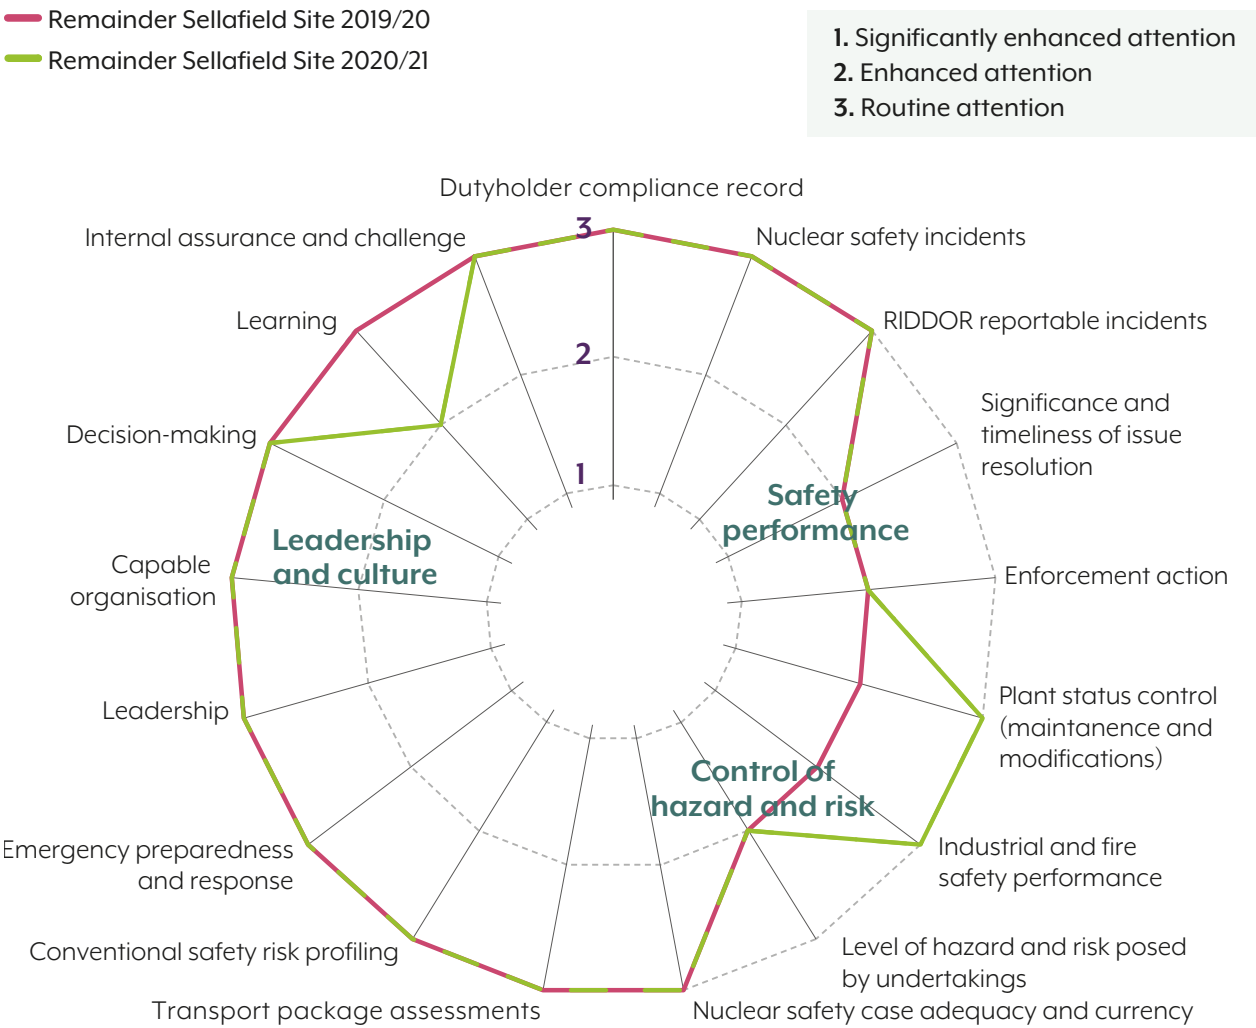 Remainder Sellafield Site 2019/20
Remainder Sellafield Site 2020/21
1. Significantly enhanced attention
2. Enhanced attention
3. Routine attention
Dutyholder compliance record
3
Internal assurance and challenge
Nuclear safety incidents
Learning
RIDDOR reportable incidents
2
Decision-making
Significance and
timeliness of issue
resolution
1
Safety
performance
Leadership
and culture
Capable
organisation
Enforcement action
Leadership
Plant status control
(maintanence and
modifications)
Control of
hazard and risk
Emergency preparedness
and response
Industrial and fire
safety performance
Conventional safety risk profiling
Level of hazard and risk posed
by undertakings
Transport package assessments
Nuclear safety case adequacy and currency